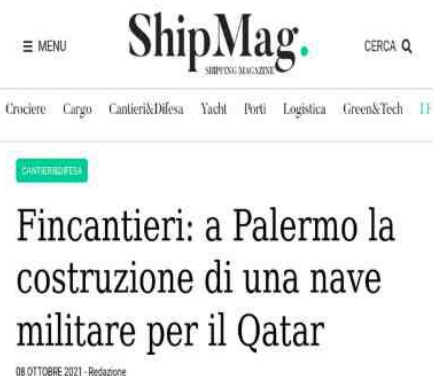 ≡ MENU
ShipMag.
SHIPPING MAGAZINE
CERCA
Crociere Cargo Cantieri&Difesa Yacht Porti Logistica Green&Tech
CANTIERI&DIFESA
Fincantieri: a Palermo la
costruzione di una nave
militare per il Qatar
08 OTTOBRE 2021 - Redazione